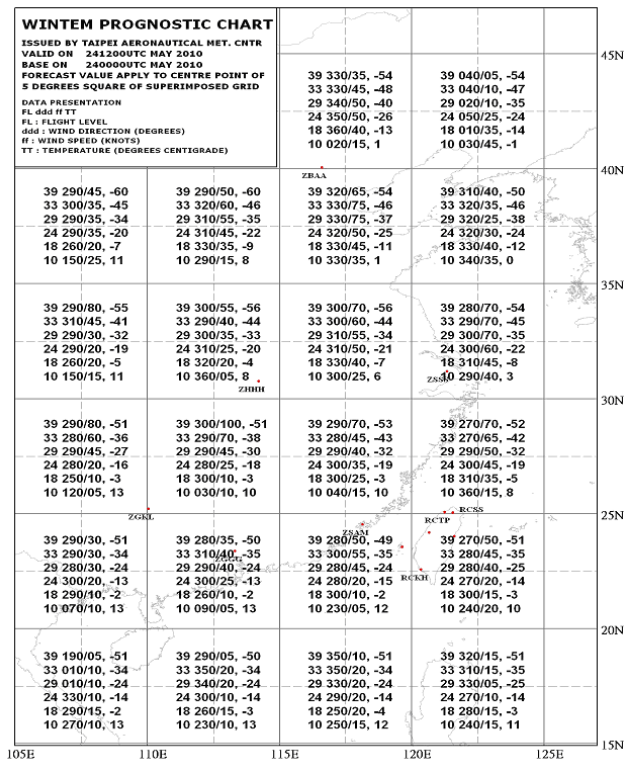 WINTEM PROGNOSTIC CHART
ISSUED BY TAIPEI AERONAUTICAL MET. CNTR
VALID ON 241200UTC MAY 2010
BASE ON 240000UTC MAY 2010
FORECAST VALUE APPLY TO CENTRE POINT OF
5 DEGREES SQUARE OF SUPERIMPOSED GRID
DATA PRESENTATION
FL ddd ff TT
FL : FLIGHT LEVEL
ddd : WIND DIRECTION (DEGREES)
ff : WIND SPEED (KNOTS)
TT : TEMPERATURE (DEGREES CENTIGRADE)
45N
39 330/35, -54 39 040/05, -54
33 330/45, -48 33 040/10, -47
29 340/50, -40 29 020/10, -35
24 350/50, -26 24 050/25, -24
18 360/40, -13 18 010/35, -14
10 020/15, 1 10 030/45, -1
ZBAA
40N
39 290/45, -60 39 290/50, -60 39 320/65, -54 39 310/40, -50
33 300/35, -45 33 320/60, -46 33 330/75, -46 33 320/35, -46
29 290/35, -34 29 310/55, -35 29 330/75, -37 29 320/25, -38
24 290/35, -20 24 310/45, -22 24 320/50, -25 24 320/30, -24
18 260/20, -7 18 330/35, -9 18 330/45, -11 18 330/40, -12
10 150/25, 11 10 290/15, 8 10 330/35, 1 10 340/35, 0
35N
39 290/80, -55 39 300/55, -56 39 300/70, -56 39 280/70, -54
33 310/45, -41 33 290/40, -44 33 300/60, -44 33 290/70, -45
29 290/30, -32 29 300/35, -33 29 310/55, -34 29 300/70, -35
24 290/20, -19 24 310/25, -20 24 310/50, -21 24 300/60, -22
18 260/20, -5 18 320/20, -4 18 330/40, -7 18 310/45, -8
10 150/15, 11 10 360/05, 8 10 300/25, 6 10 290/40, 3
ZHHH
30N
39 290/80, -51 39 300/100, -51 39 290/70, -53 39 270/70, -52
33 280/60, -36 33 290/70, -38 33 280/45, -43 33 270/65, -42
29 290/45, -27 29 290/45, -30 29 290/40, -32 29 290/50, -32
24 280/20, -16 24 280/25, -18 24 300/35, -19 24 300/45, -19
18 250/10, -3 18 300/10, -3 18 300/25, -3 18 310/35, -5
10 120/05, 13 10 030/10, 10 10 040/15, 10 10 360/15, 8
RCSS
ZGKL ZSAM RCTP
25N
39 290/30, -51 39 280/35, -50 39 280/50, -49 39 270/50, -51
33 290/30, -34 33 310/40, -35 33 300/55, -35 33 280/45, -35
ZGGG
29 280/30, -24 29 290/40, -24 29 280/45, -24 29 280/40, -25
24 300/20, -13 24 300/25, -13 24 280/20, -15 24 270/20, -14
RCKH
18 290/10, -2 18 260/10, -2 18 300/10, -2 18 300/15, -3
10 070/10, 13 10 090/05, 13 10 230/05, 12 10 240/20, 10
20N
39 190/05, -51 39 290/05, -50 39 350/10, -51 39 320/15, -51
33 010/10, -34 33 350/20, -34 33 350/20, -34 33 310/15, -35
29 010/10, -24 29 340/20, -24 29 330/20, -24 29 330/05, -25
24 330/10, -14 24 300/10, -14 24 290/20, -14 24 270/10, -14
18 290/15, -2 18 260/15, -3 18 250/20, -4 18 280/15, -3
10 270/10, 13 10 230/10, 13 10 250/15, 12 10 240/15, 11
15N
105E 110E 115E 120E 125E